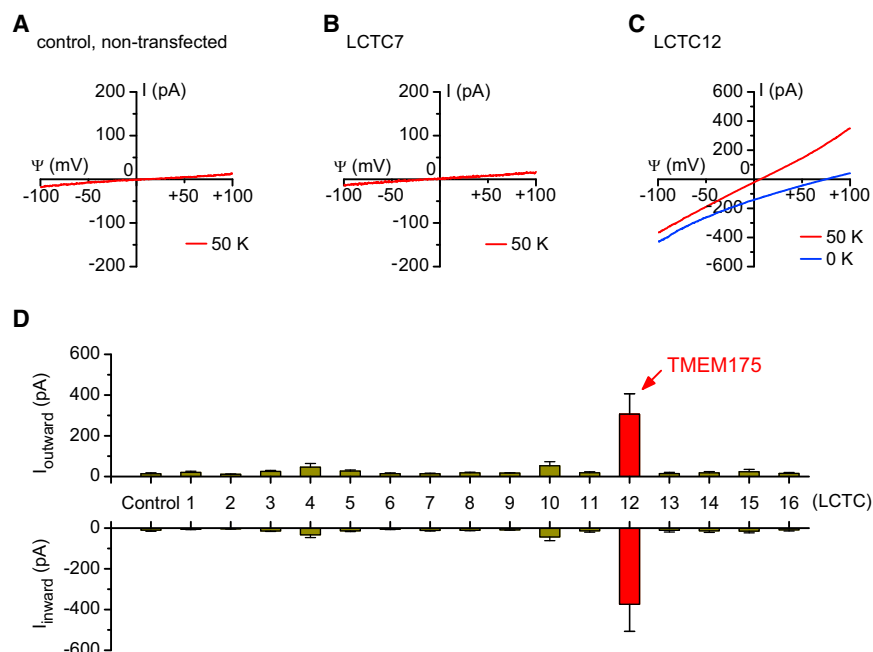 A
control, non-transfected
I (pA)
200
100
0
-100
-200
Ψ (mV)
-100
-50
+50
+100
50 K
B
LCTC7
I (pA)
200
100
0
-100
-200
Ψ (mV)
-100
-50
+50
+100
50 K
C
LCTC12
I (pA)
600
400
200
0
-200
-400
-600
Ψ (mV)
-100
-50
+50
+100
50 K
0 K
D
I outward (pA)
600
400
200
0
TMEM175
Control 1 2 3 4 5 6 7 8 9 10 11 12 13 14 15 16 (LCTC)
I inward (pA)
0
-200
-400
-600